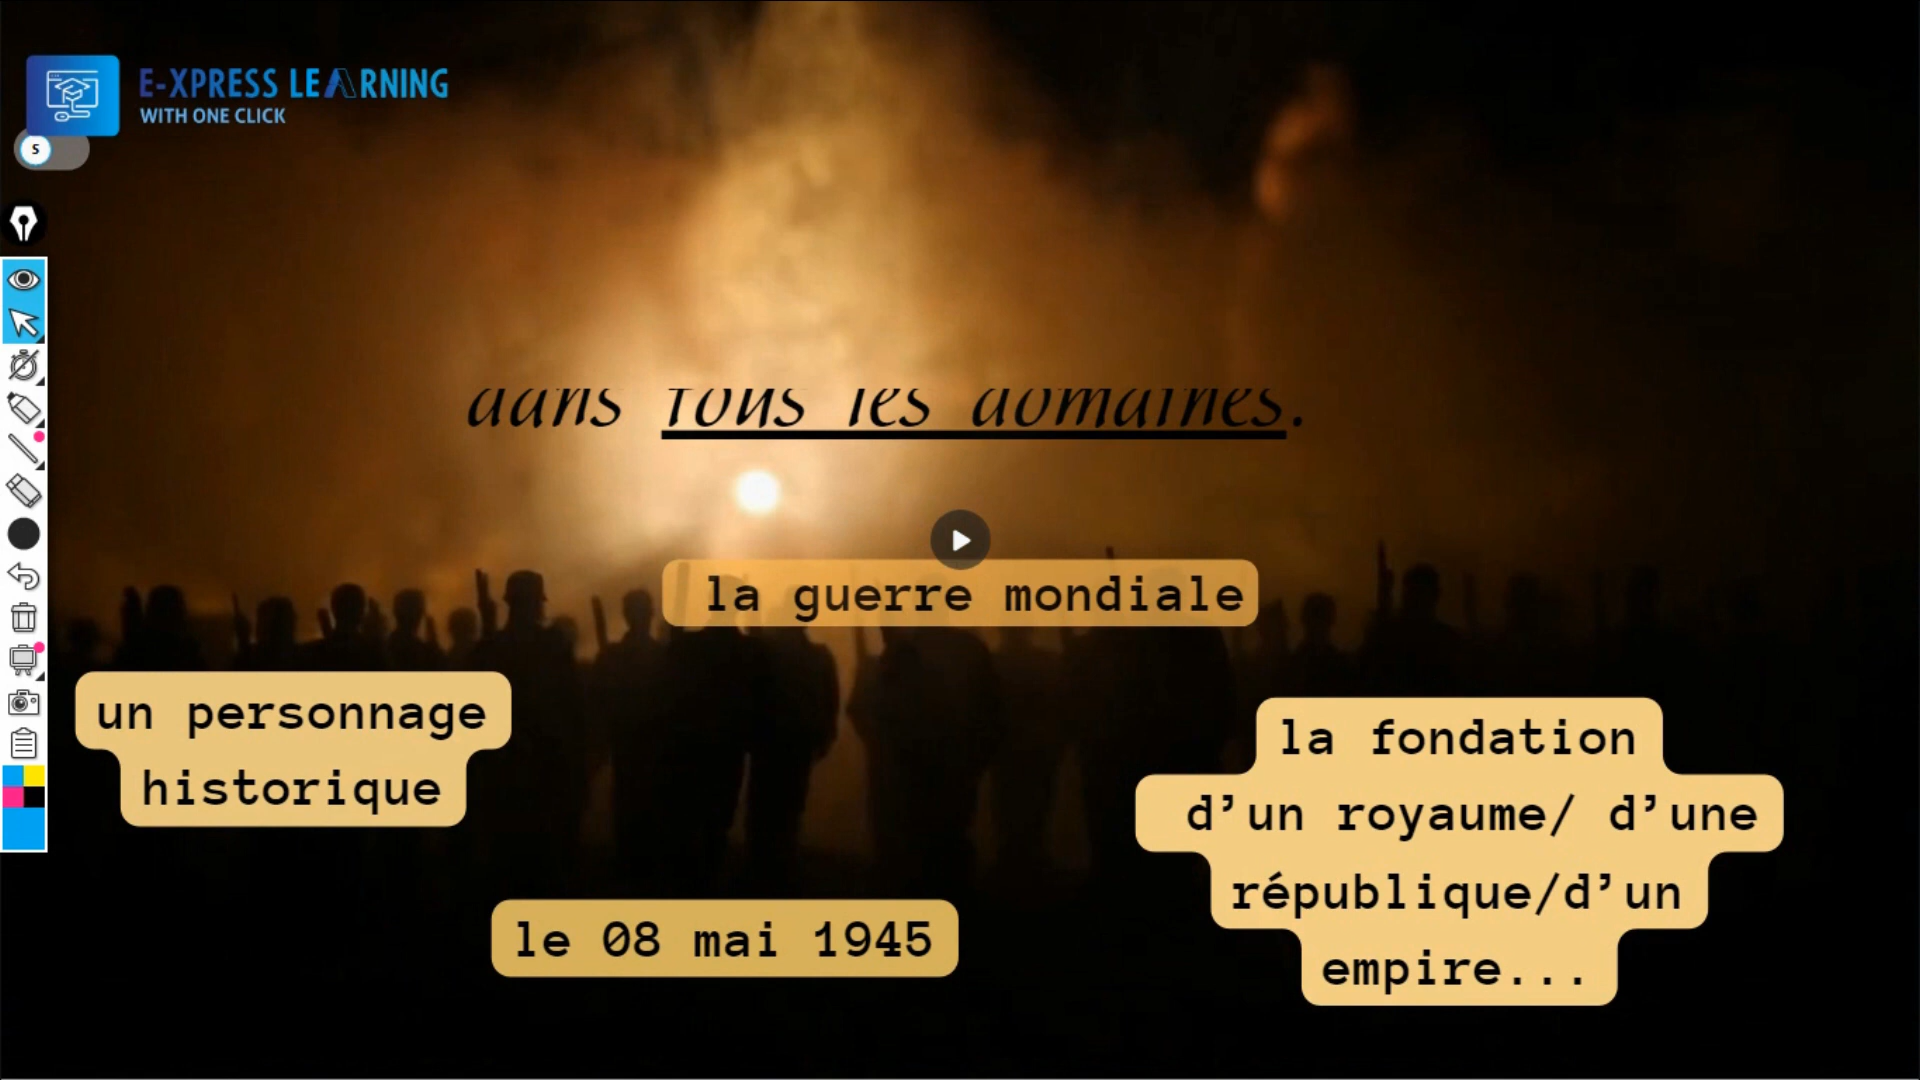 E-XPRESS LEARNING
WITH ONE CLICK
S
dans tous les domaines.
la guerre mondiale
un personnage
historique
la fondation
d’un royaume/ d’une
république/d’un
empire...
le 08 mai 1945